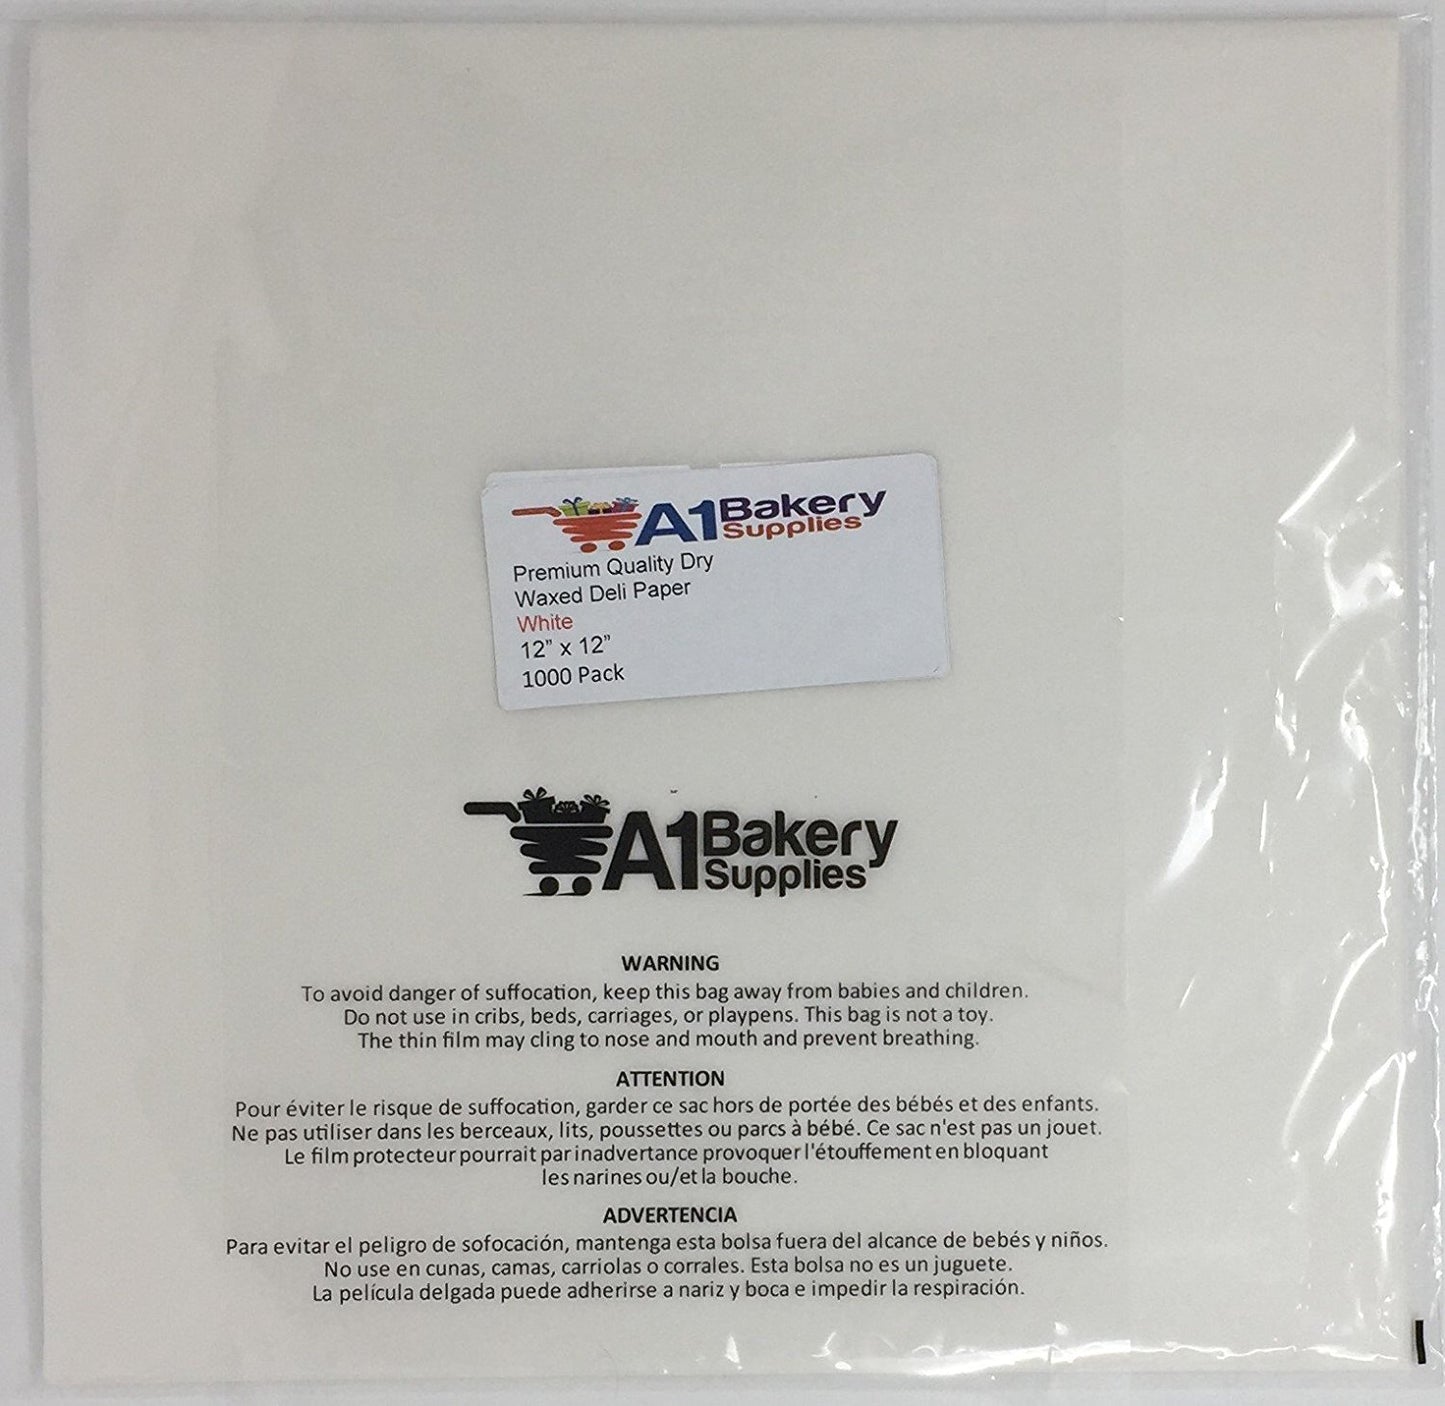 A1 Bakery Supplies
Premium Quality Dry
Waxed Deli Paper
White
12” x 12”
1000 Pack
A1 Bakery Supplies
WARNING
To avoid danger of suffocation, keep this bag away from babies and children.
Do not use in cribs, beds, carriages, or playpens. This bag is not a toy.
The thin film may cling to nose and mouth and prevent breathing.
ATTENTION
Pour éviter le risque de suffocation, garder ce sac hors de portée des bébés et des enfants.
Ne pas utiliser dans les berceaux, lits, poussettes ou parcs à bébé. Ce sac n'est pas un jouet.
Le film protecteur pourrait par inadvertance provoquer l'étouffement en bloquant
les narines ou/et la bouche.
ADVERTENCIA
Para evitar el peligro de sofocación, mantenga esta bolsa fuera del alcance de bebés y niños.
No use en cunas, camas, carriolas o corrales. Esta bolsa no es un juguete.
La película delgada puede adherirse a nariz y boca e impedir la respiración.